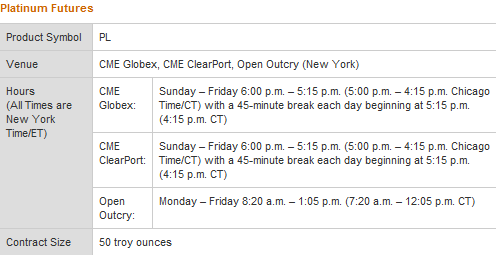 Platinum Futures
Product Symbol PL
Venue CME Globex, CME ClearPort, Open Outcry (New York)
Hours
(All Times are
New York
Time/ET)
CME
Globex:
Sunday – Friday 6:00 p.m. – 5:15 p.m. (5:00 p.m. – 4:15 p.m. Chicago
Time/CT) with a 45-minute break each day beginning at 5:15 p.m.
(4:15 p.m. CT)
CME
ClearPort:
Sunday – Friday 6:00 p.m. – 5:15 p.m. (5:00 p.m. – 4:15 p.m. Chicago
Time/CT) with a 45-minute break each day beginning at 5:15 p.m.
(4:15 p.m. CT)
Open
Outcry:
Monday – Friday 8:20 a.m. – 1:05 p.m. (7:20 a.m. – 12:05 p.m. CT)
Contract Size 50 troy ounces